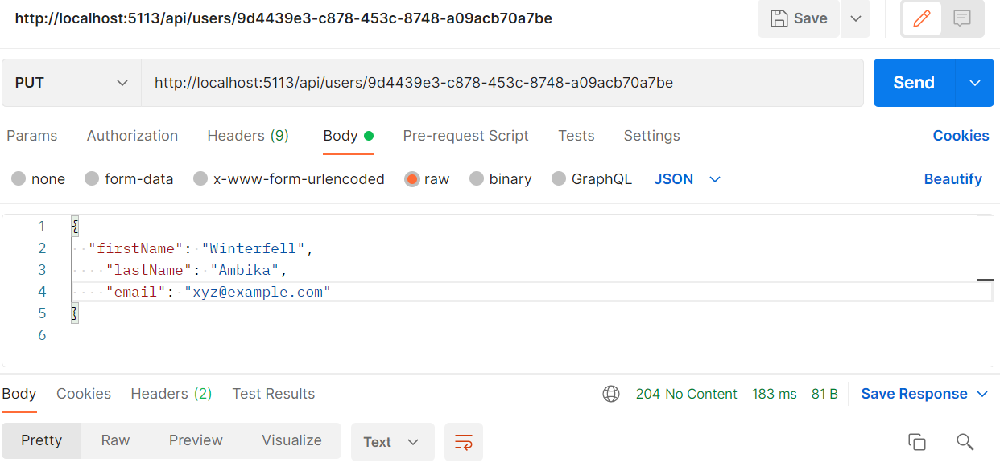 http://localhost:5113/api/users/9d4439e3-c878-453c-8748-a09acb70a7be Save
PUT http://localhost:5113/api/users/9d4439e3-c878-453c-8748-a09acb70a7be Send
Params Authorization Headers (9) Body Pre-request Script Tests Settings Cookies
none form-data x-www-form-urlencoded raw binary GraphQL JSON Beautify
1 {
2 "firstName": "Winterfell",
3 "lastName": "Ambika",
4 "email": "xyz@example.com"
5 }
6
Body Cookies Headers (2) Test Results 204 No Content 183 ms 81 B Save Response
Pretty Raw Preview Visualize Text